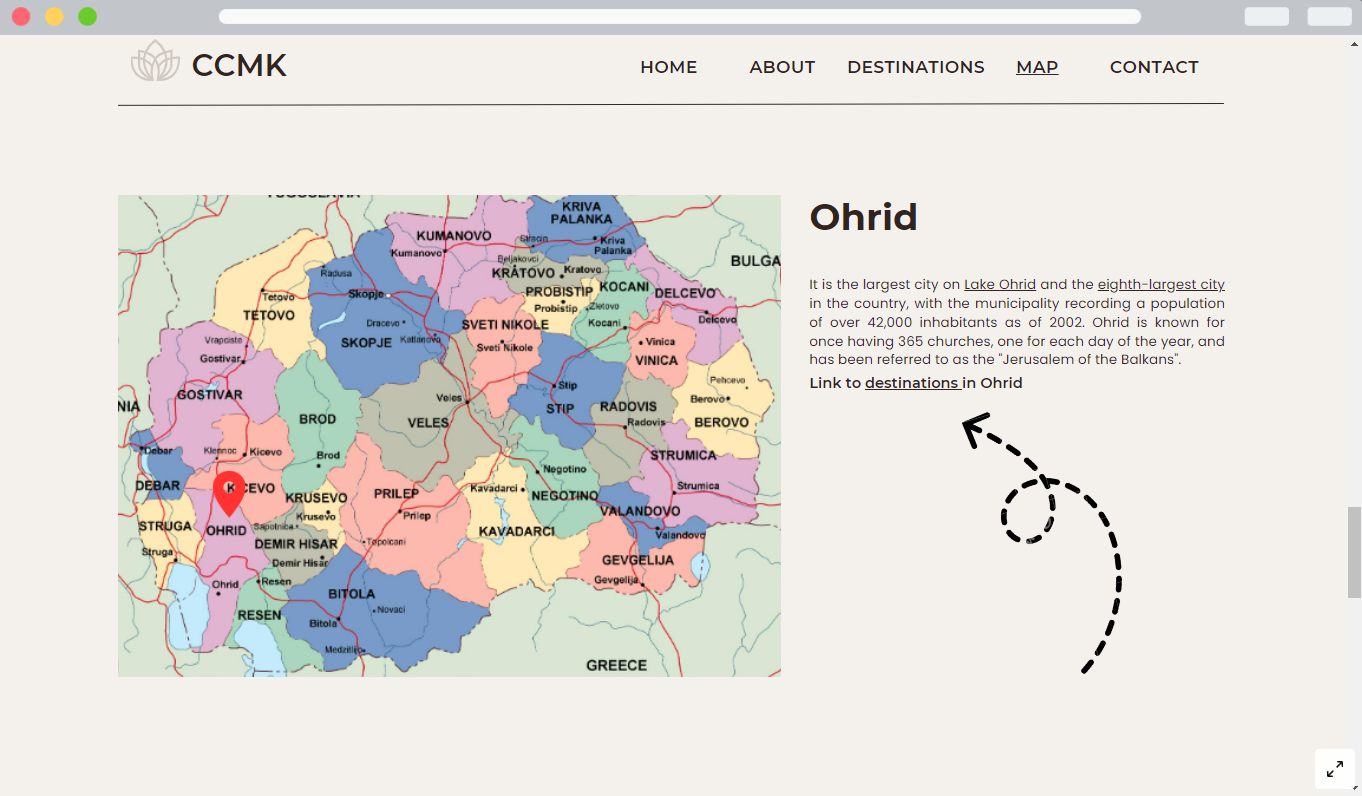 CCMK
HOME ABOUT DESTINATIONS MAP CONTACT
Ohrid
It is the largest city on Lake Ohrid and the eighth-largest city
in the country, with the municipality recording a population
of over 42,000 inhabitants as of 2002. Ohrid is known for
once having 365 churches, one for each day of the year, and
has been referred to as the "Jerusalem of the Balkans".
Link to destinations in Ohrid
KRIVA
PALANKA
KUMANOVO
Stracin
Kriva
Palanka
Kumanovo
Beljakovci
BULGA
Radusa
KRATOVO
Kratovo
KOCANI
Tetovo
Skopje
PROBISTIP
DELCEVO
Probistip
Zletovo
TETOVO
Dracevo
SVETI NIKOLE
Kocani
Delcevo
Vraporite
SKOPJE
Katlanovo
Sveti Nikole
Vinica
Gostivar
VINICA
Pehcevo
Stip
GOSTIVAR
Veles
Berovo
NIA
STIP
RADOVIS
BROD
VELES
Radovis
BEROVO
Debar
Kicevo
Brod
STRUMICA
Negotino
DEBAR
KICEVO
KRUSEVO
PRILEP
Kavadarci
NEGOTINO
Strumica
Krusevo
Prilep
VALANDOVO
STRUGA
OHRID
Sapotnica
KAVADARCI
Valandovo
DEMIR HISAR
Topolcani
Struga
Demir Hisar
GEVGELIJA
Ohrid
Resen
Gevgelija
BITOLA
RESEN
Novaci
Bitola
Medzitlija
GREECE